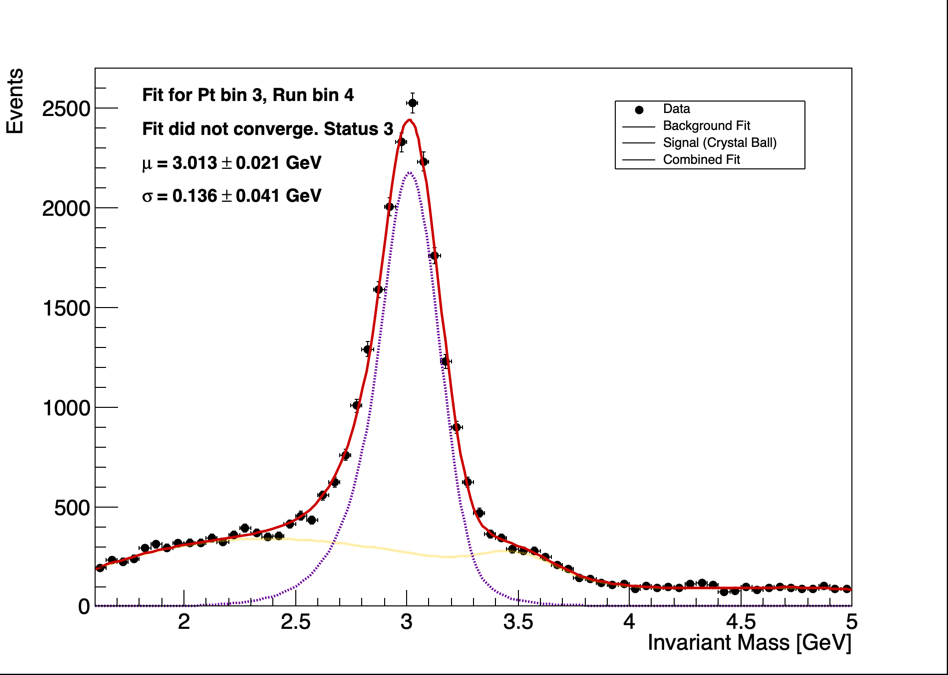 Events
Fit for Pt bin 3, Run bin 4
Fit did not converge. Status 3
μ = 3.013 ± 0.021 GeV
σ = 0.136 ± 0.041 GeV
Data
Background Fit
Signal (Crystal Ball)
Combined Fit
2500
2000
1500
1000
500
0
2 2.5 3 3.5 4 4.5 5
Invariant Mass [GeV]